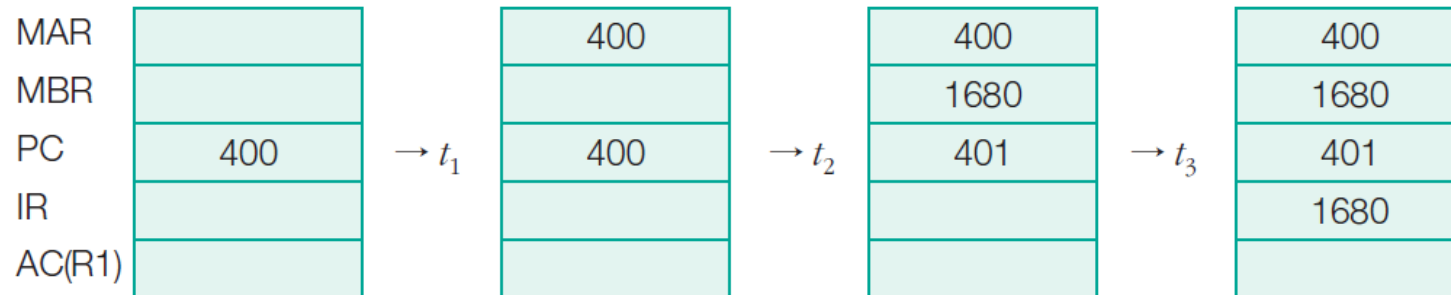 MAR 400 400 400
MBR 1680 1680
PC 400 → t₁ 400 → t₂ 401 → t₃ 401
IR 1680
AC(R1)